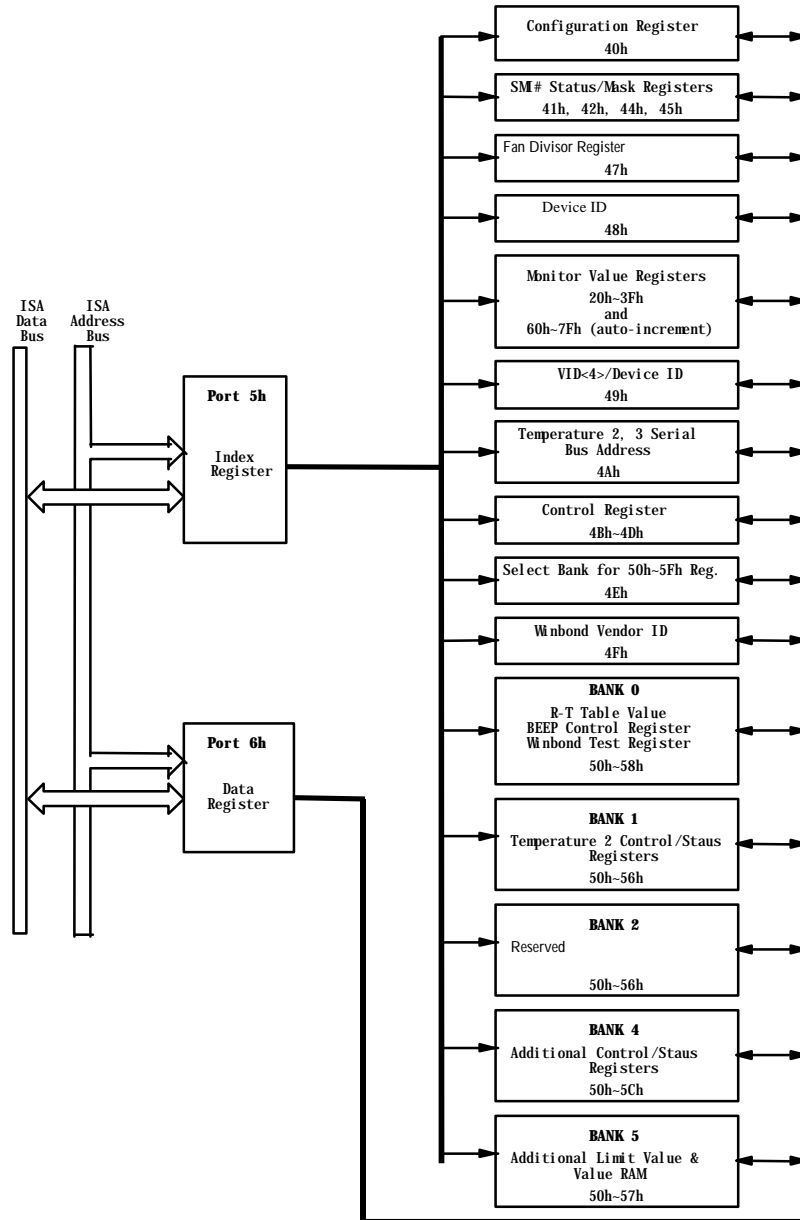 Configuration Register
40h
SMI# Status/Mask Registers
41h, 42h, 44h, 45h
Fan Divisor Register
47h
Device ID
48h
Monitor Value Registers
20h~3Fh
and
60h~7Fh (auto-increment)
VID<4>/Device ID
49h
Temperature 2, 3 Serial
Bus Address
4Ah
Control Register
4Bh~4Dh
Select Bank for 50h~5Fh Reg.
4Eh
Winbond Vendor ID
4Fh
BANK 0
R-T Table Value
BEEP Control Register
Winbond Test Register
50h~58h
BANK 1
Temperature 2 Control/Staus
Registers
50h~56h
BANK 2
Reserved
50h~56h
BANK 4
Additional Control/Staus
Registers
50h~5Ch
BANK 5
Additional Limit Value &
Value RAM
50h~57h
ISA
Data
Bus
ISA
Address
Bus
Port 5h
Index
Register
Port 6h
Data
Register